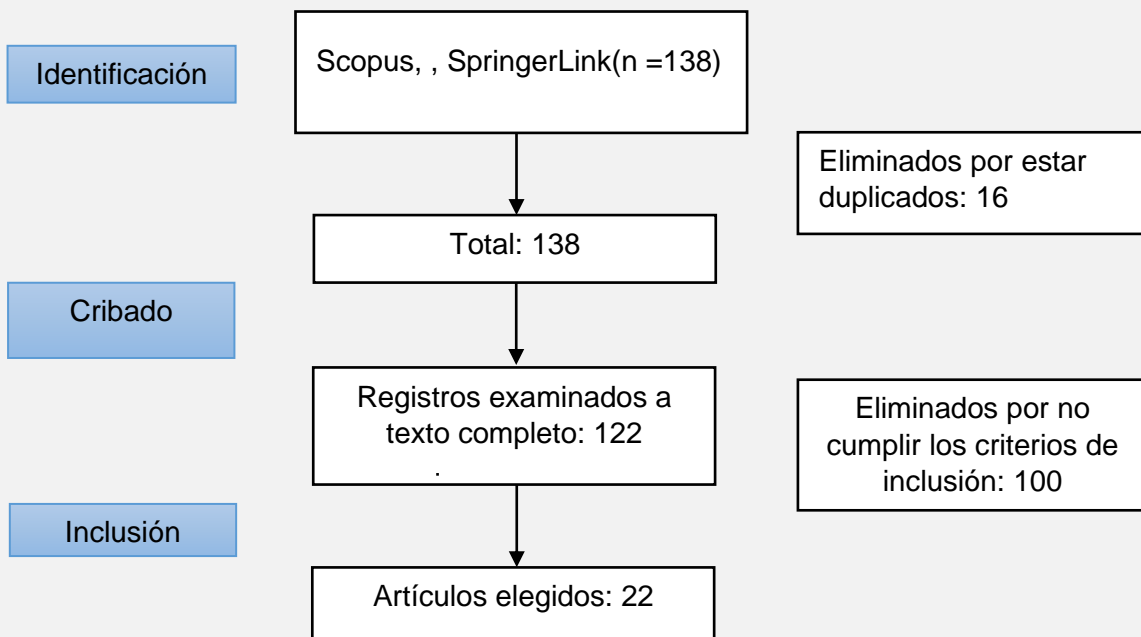 Identificación
Scopus, , SpringerLink(n =138)
Eliminados por estar
duplicados: 16
Total: 138
Cribado
Registros examinados a
texto completo: 122
.
Eliminados por no
cumplir los criterios de
inclusión: 100
Inclusión
Artículos elegidos: 22